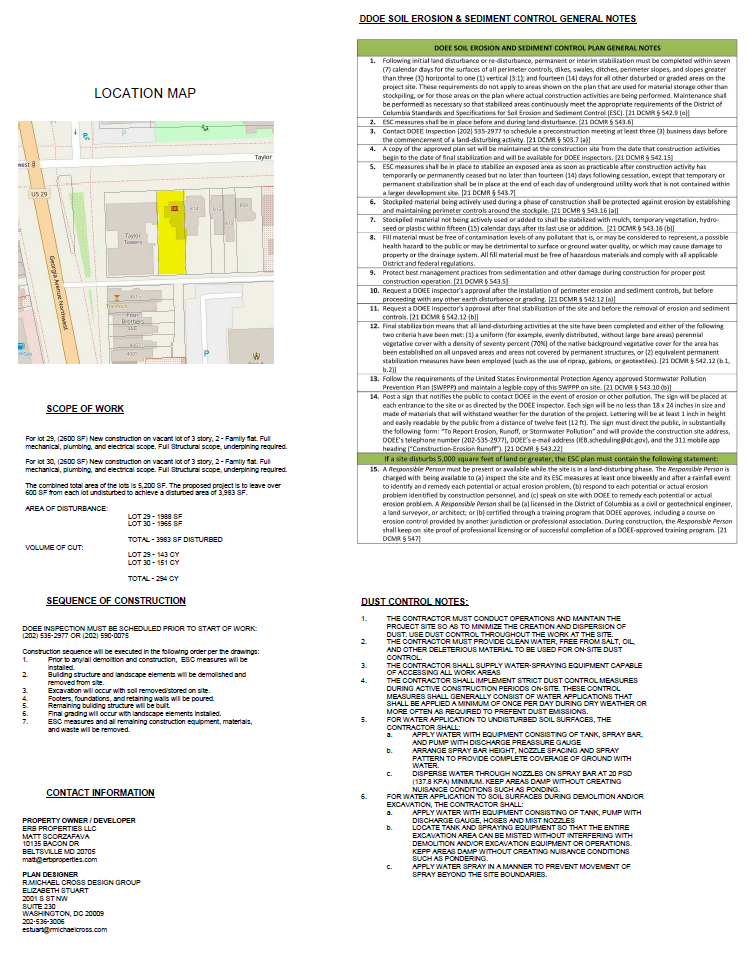 LOCATION MAP
Taylor
west 8
US 29
Georgia Avenue Northwest
Taylor
Towers
814
812
4015
Four
Brothers
LLC
4007
4001
P
P
SCOPE OF WORK
For lot 29, (2600 SF) New construction on vacant lot of 3 story, 2 - Family flat. Full
mechanical, plumping, and electrical scope. Full Structural scope, underpining required.
For lot 30, (2600 SF) New construction on vacant lot of 3 story, 2 - Family flat. Full
mechanical, plumping, and electrical scope. Full Structural scope, underpining required.
The combined total area of the lots is 5,200 SF. The proposed project is to leave over
600 SF from each lot undisturbed to achieve a disturbed area of 3,983 SF.
AREA OF DISTURBANCE:
LOT 29 - 1988 SF
LOT 30 - 1965 SF
TOTAL - 3983 SF DISTURBED
VOLUME OF CUT:
LOT 29 - 143 CY
LOT 30 - 151 CY
TOTAL - 294 CY
SEQUENCE OF CONSTRUCTION
DOEE INSPECTION MUST BE SCHEDULED PRIOR TO START OF WORK:
(202) 535-2977 OR (202) 590-0075
Construction sequence will be executed in the following order per the drawings:
1. Prior to any/all demolition and construction, ESC measures will be
installed.
2. Building structure and landscape elements will be demolished and
removed from site.
3. Excavation will occur with soil removed/stored on site.
4. Footers, foundations, and retaining walls will be poured.
5. Remaining building structure will be built.
6. Final grading will occur with landscape elements installed.
7. ESC measures and all remaining construction equipment, materials,
and waste will be removed.
CONTACT INFORMATION
PROPERTY OWNER / DEVELOPER
ERB PROPERTIES LLC
MATT SCORZAFAVA
10135 BACON DR
BELTSVILLE MD 20705
matt@erbproperties.com
PLAN DESIGNER
R.MICHAEL CROSS DESIGN GROUP
ELIZABETH STUART
2001 S ST NW
SUITE 230
WASHINGTON, DC 20009
202-536-3006
estuart@rmichaelcross.com
DDOE SOIL EROSION & SEDIMENT CONTROL GENERAL NOTES
DOEE SOIL EROSION AND SEDIMENT CONTROL PLAN GENERAL NOTES
1. Following initial land disturbance or re-disturbance, permanent or interim stabilization must be completed within seven
(7) calendar days for the surfaces of all perimeter controls, dikes, swales, ditches, perimeter slopes, and slopes greater
than three (3) horizontal to one (1) vertical (3:1); and fourteen (14) days for all other disturbed or graded areas on the
project site. These requirements do not apply to areas shown on the plan that are used for material storage other than
stockpiling, or for those areas on the plan where actual construction activities are being performed. Maintenance shall
be performed as necessary so that stabilized areas continuously meet the appropriate requirements of the District of
Columbia Standards and Specifications for Soil Erosion and Sediment Control (ESC). [21 DCMR § 542.9 (o)]
2. ESC measures shall be in place before and during land disturbance. [21 DCMR § 543.6]
3. Contact DOEE Inspection (202) 535-2977 to schedule a preconstruction meeting at least three (3) business days before
the commencement of a land-disturbing activity. [21 DCMR § 503.7 (a)]
4. A copy of the approved plan set will be maintained at the construction site from the date that construction activities
begin to the date of final stabilization and will be available for DOEE inspectors. [21 DCMR § 542.15]
5. ESC measures shall be in place to stabilize an exposed area as soon as practicable after construction activity has
temporarily or permanently ceased but no later than fourteen (14) days following cessation, except that temporary or
permanent stabilization shall be in place at the end of each day of underground utility work that is not contained within
a larger development site. [21 DCMR § 543.7]
6. Stockpiled material being actively used during a phase of construction shall be protected against erosion by establishing
and maintaining perimeter controls around the stockpile. [21 DCMR § 543.16 (a)]
7. Stockpiled material not being actively used or added to shall be stabilized with mulch, temporary vegetation, hydro-
seed or plastic within fifteen (15) calendar days after its last use or addition. [21 DCMR § 543.16 (b)]
8. Fill material must be free of contamination levels of any pollutant that is, or may be considered to represent, a possible
health hazard to the public or may be detrimental to surface or ground water quality, or which may cause damage to
property or the drainage system. All fill material must be free of hazardous materials and comply with all applicable
District and federal regulations.
9. Protect best management practices from sedimentation and other damage during construction for proper post
construction operation. [21 DCMR § 543.5]
10. Request a DOEE inspector's approval after the installation of perimeter erosion and sediment controls, but before
proceeding with any other earth disturbance or grading. [21 DCMR § 542.12 (a)]
11. Request a DOEE inspector's approval after final stabilization of the site and before the removal of erosion and sediment
controls. [21 DCMR § 542.12 (b)]
12. Final stabilization means that all land-disturbing activities at the site have been completed and either of the following
two criteria have been met: (1) a uniform (for example, evenly distributed, without large bare areas) perennial
vegetative cover with a density of seventy percent (70%) of the native background vegetative cover for the area has
been established on all unpaved areas and areas not covered by permanent structures, or (2) equivalent permanent
stabilization measures have been employed (such as the use of riprap, gabions, or geotextiles). [21 DCMR § 542.12 (b.1,
b.2)]
13. Follow the requirements of the United States Environmental Protection Agency approved Stormwater Pollution
Prevention Plan (SWPPP) and maintain a legible copy of this SWPPP on site. [21 DCMR § 543.10 (b)]
14. Post a sign that notifies the public to contact DOEE in the event of erosion or other pollution. The sign will be placed at
each entrance to the site or as directed by the DOEE inspector. Each sign will be no less than 18 x 24 inches in size and
made of materials that will withstand weather for the duration of the project. Lettering will be at least 1 inch in height
and easily readable by the public from a distance of twelve feet (12 ft). The sign must direct the public, in substantially
the following form: "To Report Erosion, Runoff, or Stormwater Pollution" and will provide the construction site address,
DOEE's telephone number (202-535-2977), DOEE's e-mail address (IEB.scheduling@dc.gov), and the 311 mobile app
heading ("Construction-Erosion Runoff"). [21 DCMR § 543.22]
If a site disturbs 5,000 square feet of land or greater, the ESC plan must contain the following statement:
15. A Responsible Person must be present or available while the site is in a land-disturbing phase. The Responsible Person is
charged with being available to (a) inspect the site and its ESC measures at least once biweekly and after a rainfall event
to identify and remedy each potential or actual erosion problem, (b) respond to each potential or actual erosion
problem identified by construction personnel, and (c) speak on site with DOEE to remedy each potential or actual
erosion problem. A Responsible Person shall be (a) licensed in the District of Columbia as a civil or geotechnical engineer,
a land surveyor, or architect; or (b) certified through a training program that DOEE approves, including a course on
erosion control provided by another jurisdiction or professional association. During construction, the Responsible Person
shall keep on site proof of professional licensing or of successful completion of a DOEE-approved training program. [21
DCMR § 547]
DUST CONTROL NOTES:
1. THE CONTRACTOR MUST CONDUCT OPERATIONS AND MAINTAIN THE
PROJECT SITE SO AS TO MINIMIZE THE CREATION AND DISPERSION OF
DUST. USE DUST CONTROL THROUGHOUT THE WORK AT THE SITE.
2. THE CONTRACTOR MUST PROVIDE CLEAN WATER, FREE FROM SALT, OIL,
AND OTHER DELETERIOUS MATERIAL TO BE USED FOR ON-SITE DUST
CONTROL.
3. THE CONTRACTOR SHALL SUPPLY WATER-SPRAYING EQUIPMENT CAPABLE
OF ACCESSING ALL WORK AREAS
4. THE CONTRACTOR SHALL IMPLEMENT STRICT DUST CONTROL MEASURES
DURING ACTIVE CONSTRUCTION PERIODS ON-SITE. THESE CONTROL
MEASURES SHALL GENERALLY CONSIST OF WATER APPLICATIONS THAT
SHALL BE APPLIED A MINIMUM OF ONCE PER DAY DURING DRY WEATHER OR
MORE OFTEN AS REQUIRED TO PREFENT DUST EMISSIONS.
5. FOR WATER APPLICATION TO UNDISTURBED SOIL SURFACES, THE
CONTRACTOR SHALL:
a. APPLY WATER WITH EQUIPMENT CONSISTING OF TANK, SPRAY BAR,
AND PUMP WITH DISCHARGE PREASSURE GAUGE
b. ARRANGE SPRAY BAR HEIGHT, NOZZLE SPACING AND SPRAY
PATTERN TO PROVIDE COMPLETE COVERAGE OF GROUND WITH
WATER.
c. DISPERSE WATER THROUGH NOZZLES ON SPRAY BAR AT 20 PSD
(137.8 KPA) MINIMUM. KEEP AREAS DAMP WITHOUT CREATING
NUISANCE CONDITIONS SUCH AS PONDING.
6. FOR WATER APPLICATION TO SOIL SURFACES DURING DEMOLITION AND/OR
EXCAVATION, THE CONTRACTOR SHALL:
a. APPLY WATER WITH EQUIPMENT CONSISTING OF TANK, PUMP WITH
DISCHARGE GAUGE, HOSES AND MIST NOZZLES
b. LOCATE TANK AND SPRAYING EQUIPMENT SO THAT THE ENTIRE
EXCAVATION AREA CAN BE MISTED WITHOUT INTERFERING WITH
DEMOLITION AND/OR EXCAVATION EQUIPMENT OR OPERATIONS.
KEPP AREAS DAMP WITHOUT CREATING NUISANCE CONDITIONS
SUCH AS PONDERING.
c. APPLY WATER SPRAY IN A MANNER TO PREVENT MOVEMENT OF
SPRAY BEYOND THE SITE BOUNDARIES.